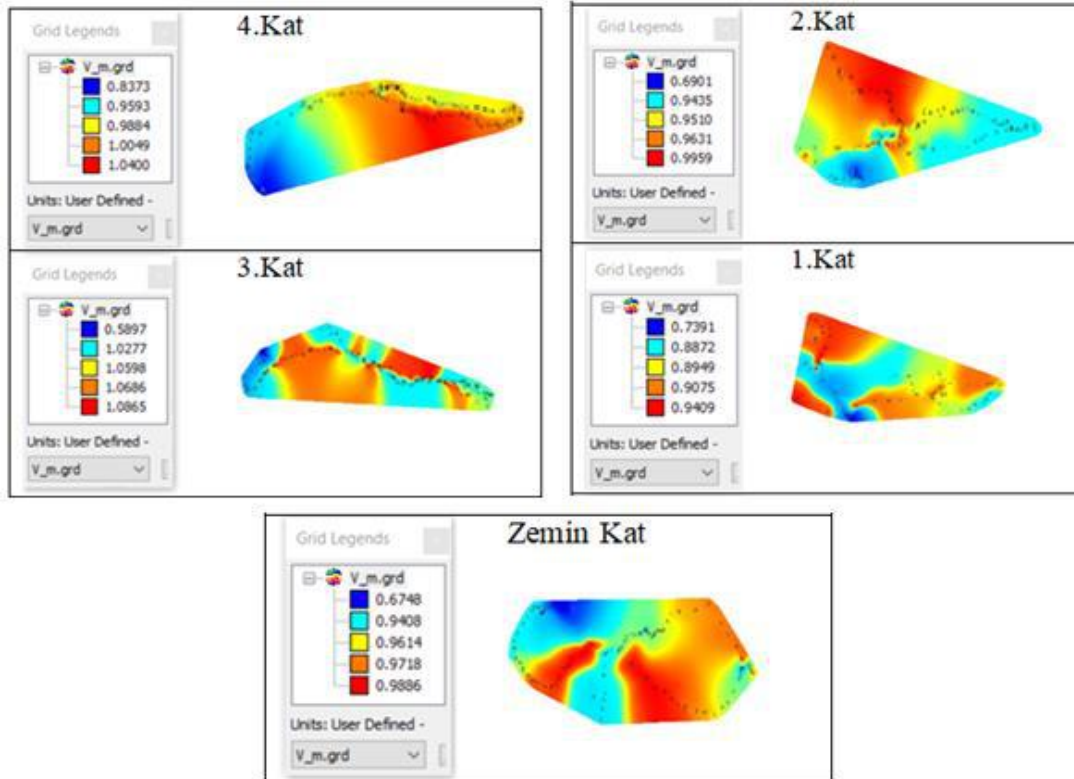 4.Kat
Grid Legends
V_m.grd
0.8373
0.9593
0.9884
1.0049
1.0400
Units: User Defined -
V_m.grd
2.Kat
Grid Legends
V_m.grd
0.6901
0.9435
0.9510
0.9631
0.9959
Units: User Defined -
V_m.grd
3.Kat
Grid Legends
V_m.grd
0.5897
1.0277
1.0598
1.0686
1.0865
Units: User Defined -
V_m.grd
1.Kat
Grid Legends
V_m.grd
0.7391
0.8872
0.8949
0.9075
0.9409
Units: User Defined -
V_m.grd
Zemin Kat
Grid Legends
V_m.grd
0.6748
0.9408
0.9614
0.9718
0.9886
Units: User Defined -
V_m.grd